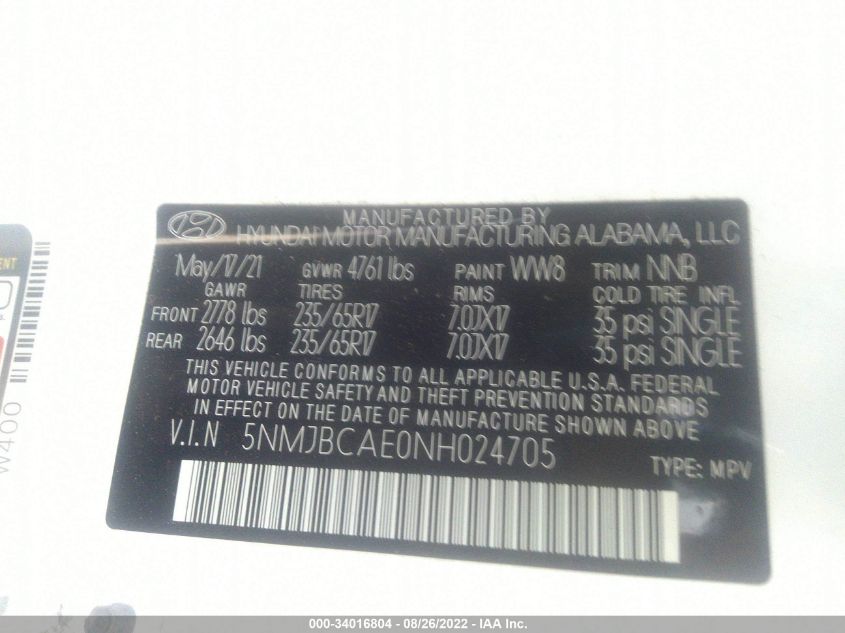 MANUFACTURED BY
HYUNDAI MOTOR MANUFACTURING ALABAMA, LLC
May/17/21 GVWR 4761 lbs PAINT WW8 TRIM NNB
GAWR TIRES RIMS COLD TIRE INFL
FRONT 2778 lbs 235/65R17 7.0JX17 35 psi SINGLE
REAR 2646 lbs 235/65R17 7.0JX17 35 psi SINGLE
THIS VEHICLE CONFORMS TO ALL APPLICABLE U.S.A. FEDERAL
MOTOR VEHICLE SAFETY AND THEFT PREVENTION STANDARDS
IN EFFECT ON THE DATE OF MANUFACTURE SHOWN ABOVE
V.I.N 5NMJBCAE0NH024705
TYPE: MPV
W400
000-34016804 - 08/26/2022 - IAA Inc.